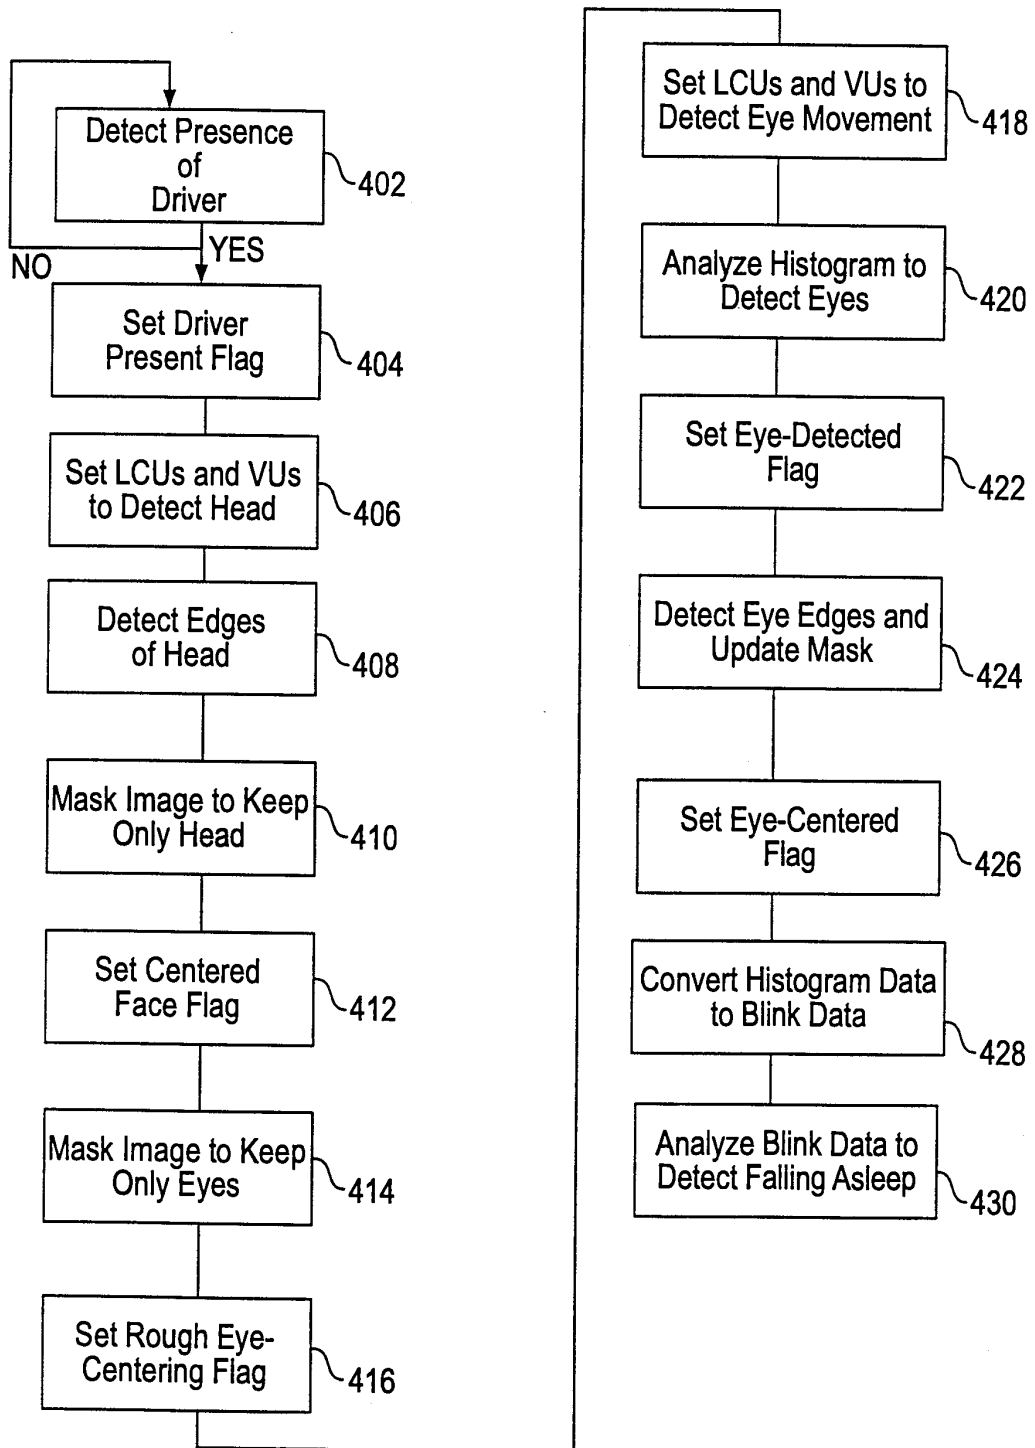 Detect Presence
of
Driver
402
NO
YES
Set Driver
Present Flag
404
Set LCUs and VUs
to Detect Head
406
Detect Edges
of Head
408
Mask Image to Keep
Only Head
410
Set Centered
Face Flag
412
Mask Image to Keep
Only Eyes
414
Set Rough Eye-
Centering Flag
416
Set LCUs and VUs to
Detect Eye Movement
418
Analyze Histogram to
Detect Eyes
420
Set Eye-Detected
Flag
422
Detect Eye Edges and
Update Mask
424
Set Eye-Centered
Flag
426
Convert Histogram Data
to Blink Data
428
Analyze Blink Data to
Detect Falling Asleep
430